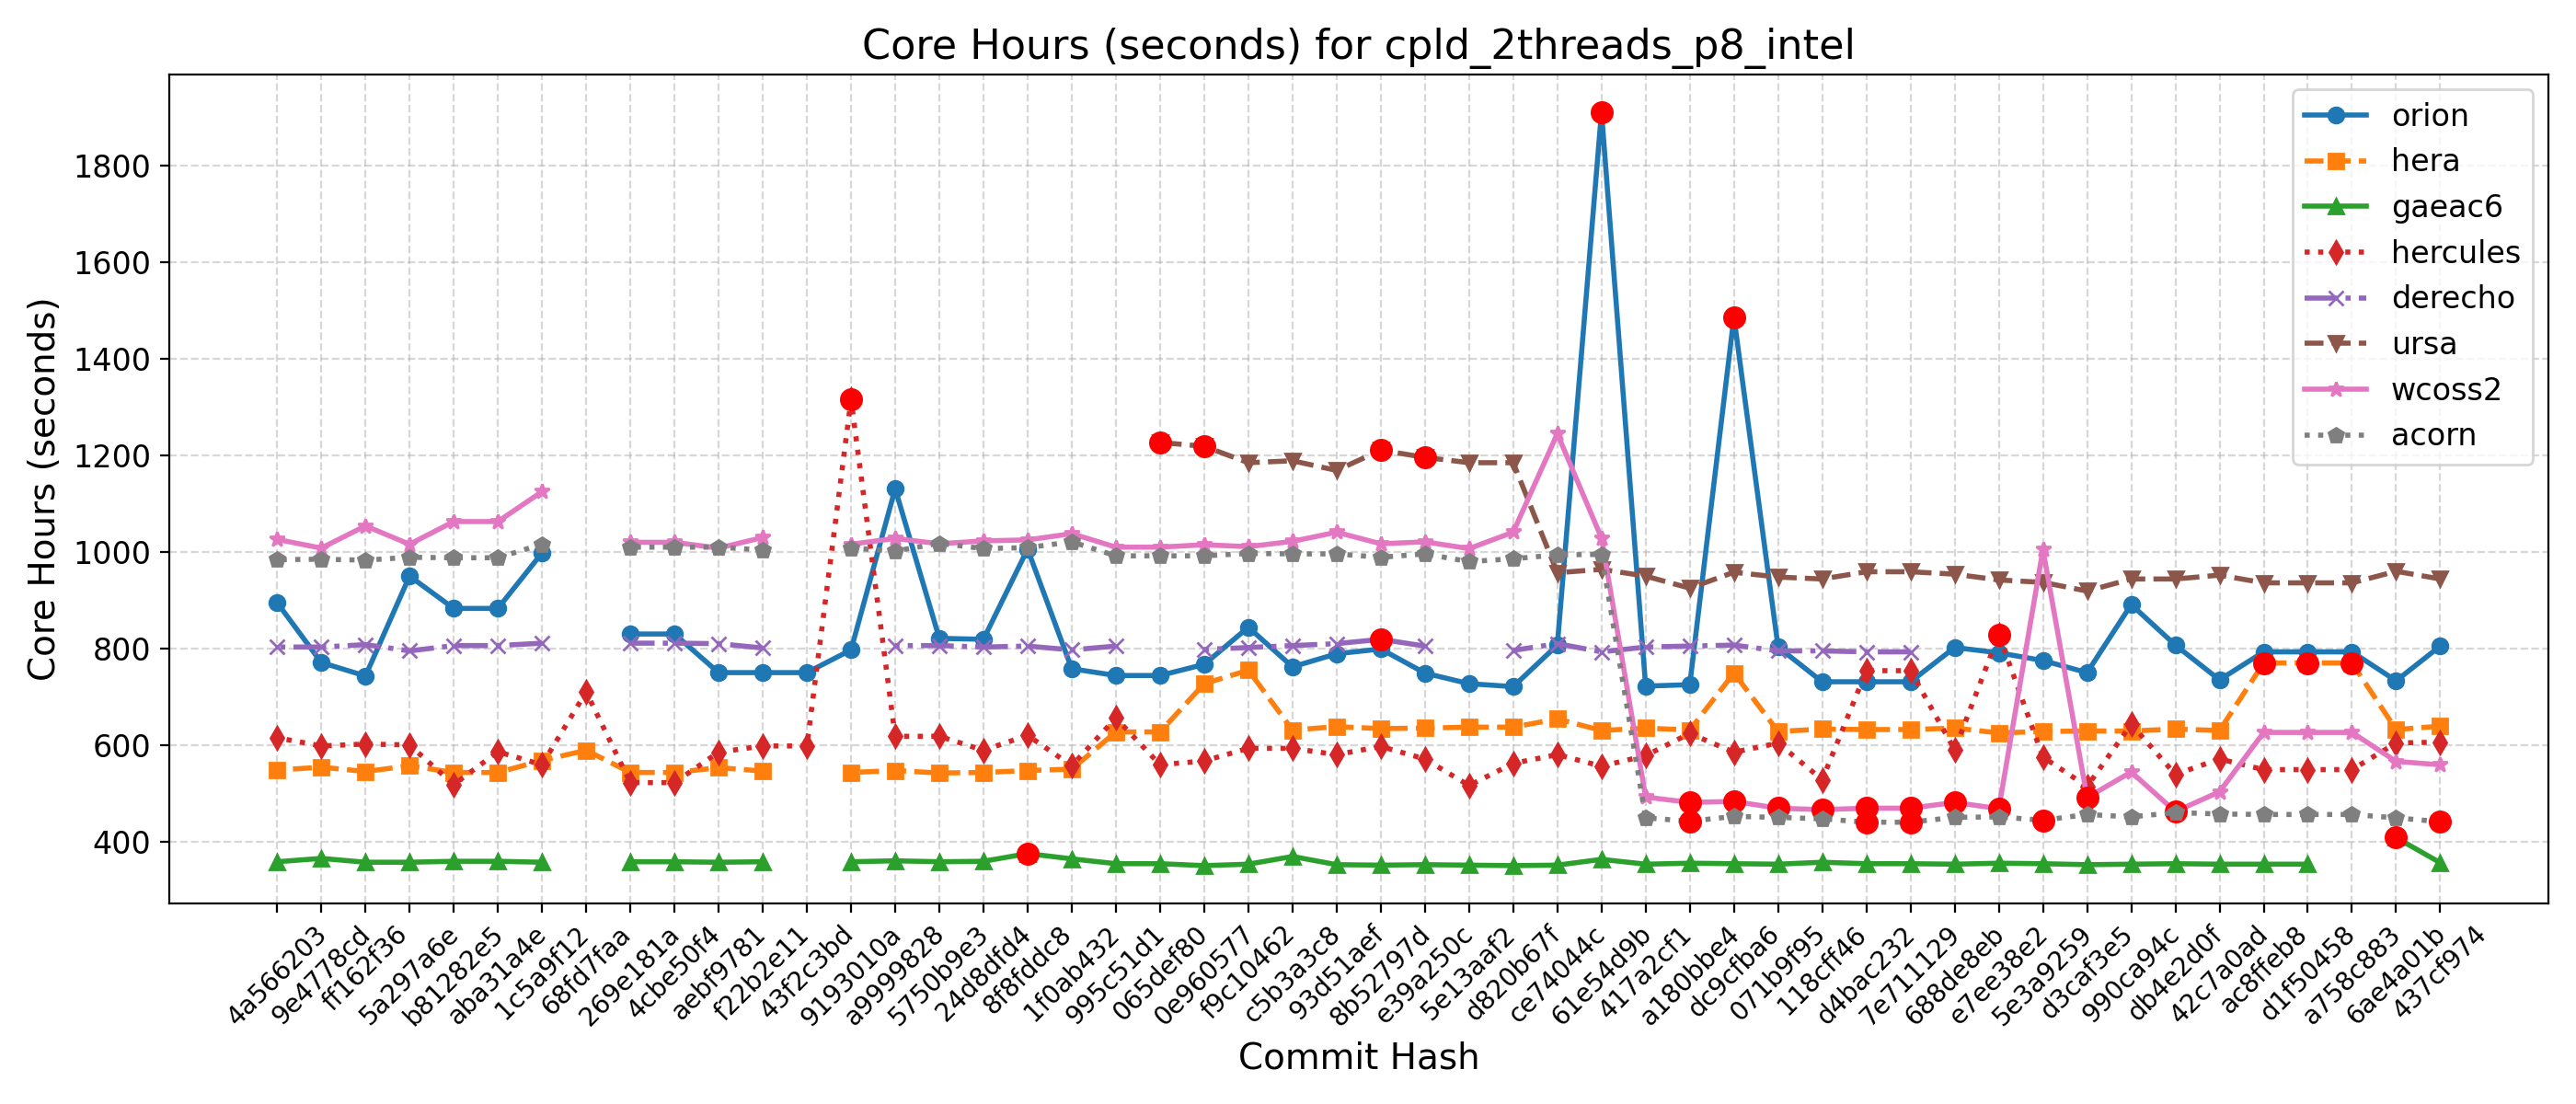 Core Hours (seconds) for cpld_2threads_p8_intel
Core Hours (seconds)
1800
1600
1400
1200
1000
800
600
400
orion
hera
gaeac6
hercules
derecho
ursa
wcoss2
acorn
4a566203
9e4778cd
ff162f36
5a297a6e
b81282e5
aba31a4e
1c5a9f12
68fd7faa
269e181a
4cbe50f4
aebf9781
f22b2e11
43f2c3bd
9193010a
a9999828
5750b9e3
24d8dfd4
8f8fddc8
1f0ab432
995c51d1
065def80
0e960577
f9c10462
c5b3a3c8
93d51aef
8b52797d
e39a250c
5e13aaf2
d820b67f
ce74044c
61e54d9b
417a2cf1
a180bbe4
dc9cfba6
071b9f95
118cff46
d4bac232
7e711129
688de8eb
e7ee38e2
5e3a9259
d3caf3e5
990ca94c
db4e2d0f
42c7a0ad
ac8ffeb8
d1f50458
a758c883
6ae4a01b
437cf974
Commit Hash